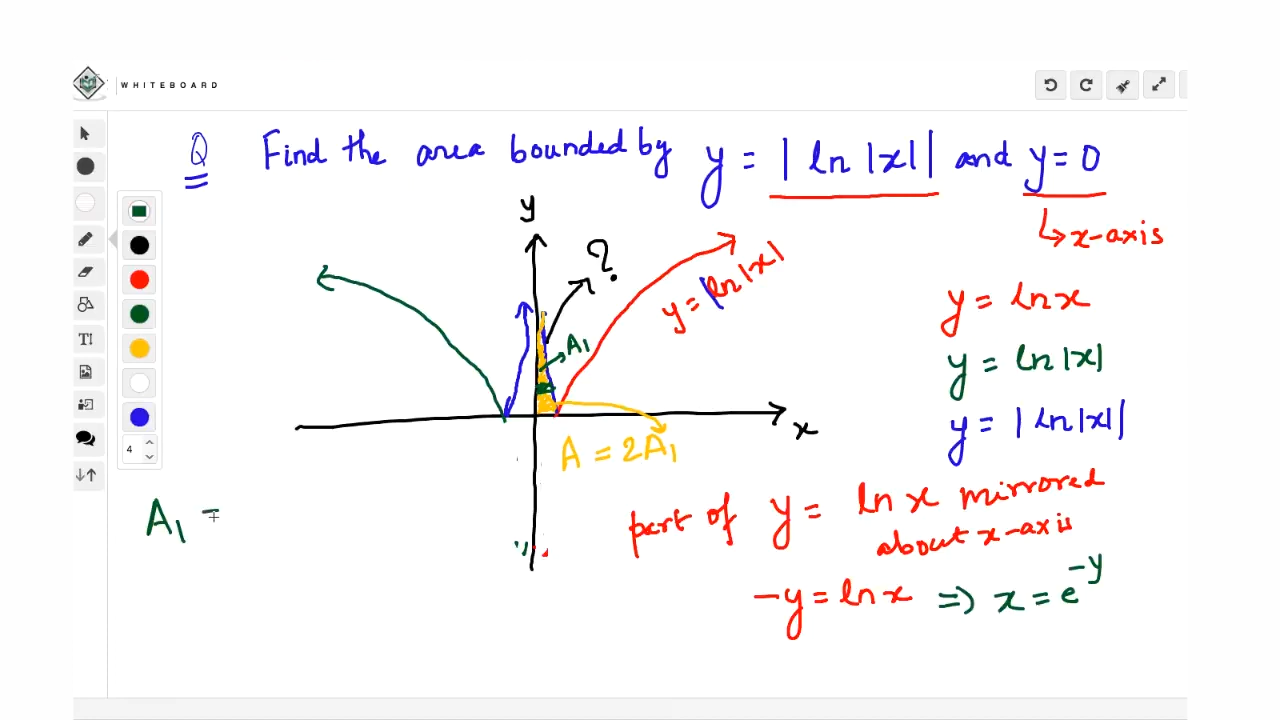 WHITEBOARD
Q Find the area bounded by y = | ln |x| | and y = 0
↳ x-axis
y
?
y = |ln|x|
A₁
x
A = 2A₁
y = ln x
y = ln |x|
y = | ln |x| |
part of y = ln x mirrored
about x-axis
-y = ln x ⇒ x = e^-y
A₁ =
TI
4